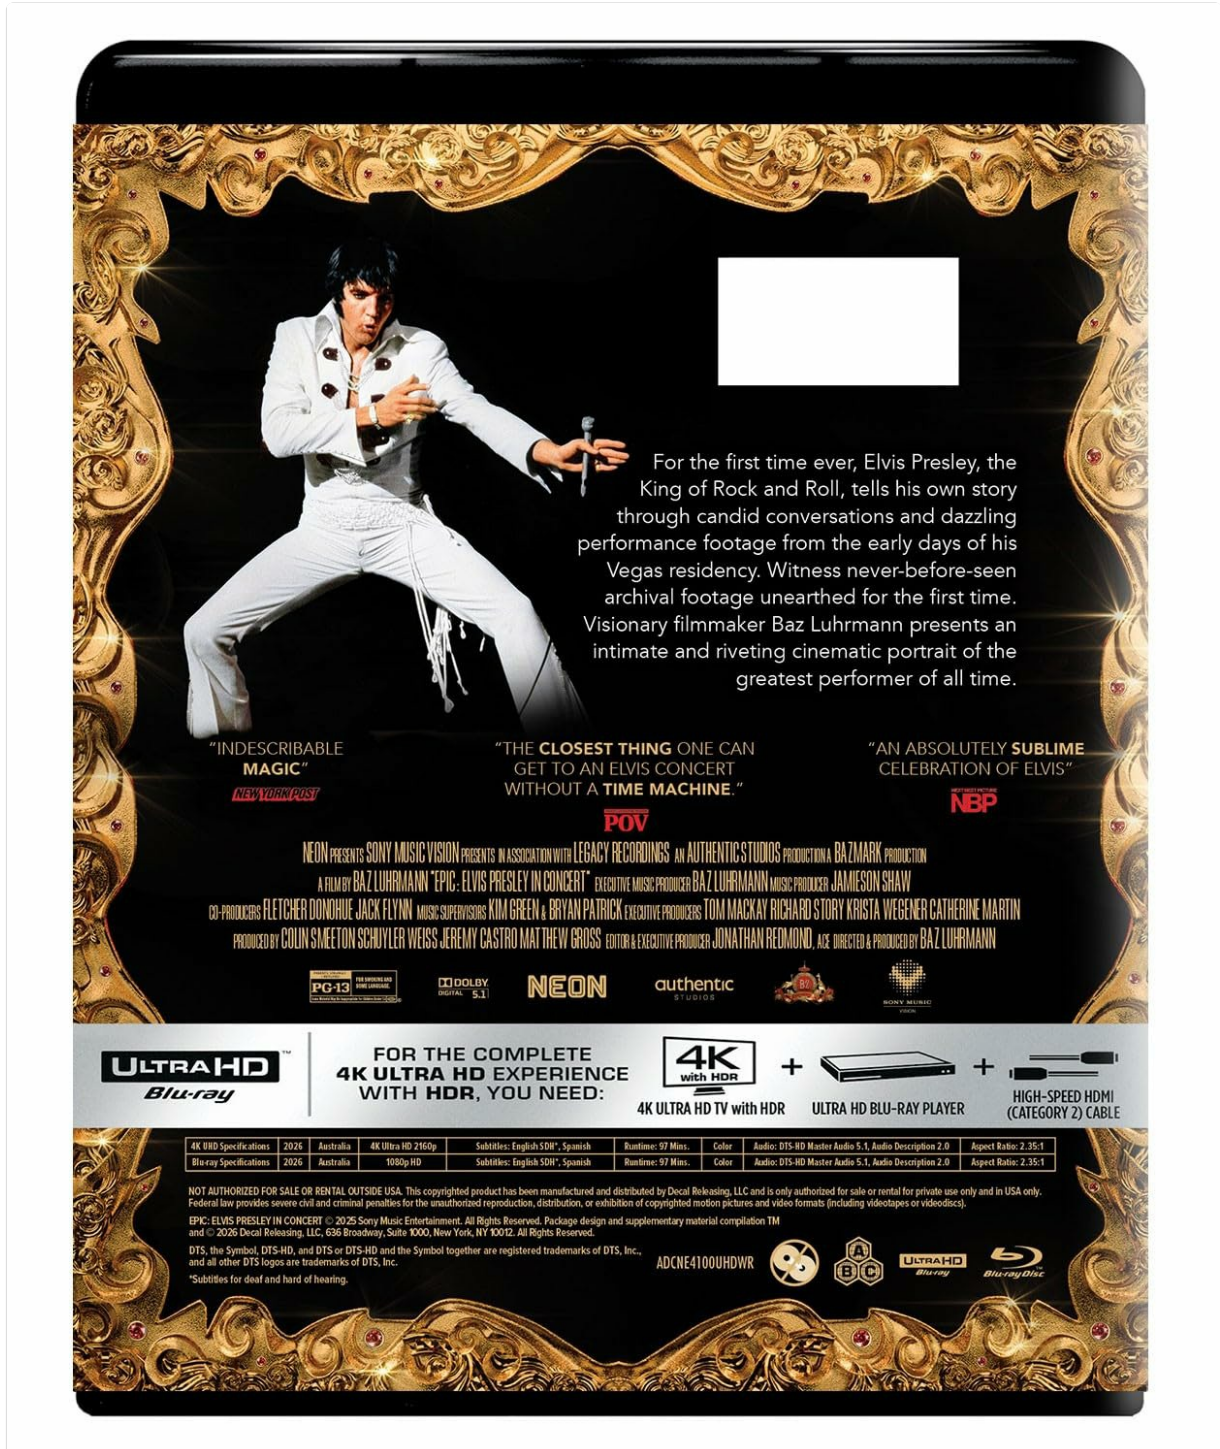 For the first time ever, Elvis Presley, the
King of Rock and Roll, tells his own story
through candid conversations and dazzling
performance footage from the early days of his
Vegas residency. Witness never-before-seen
archival footage unearthed for the first time.
Visionary filmmaker Baz Luhrmann presents an
intimate and riveting cinematic portrait of the
greatest performer of all time.
“INDESCRIBABLE
MAGIC”
NEW YORK POST
“THE CLOSEST THING ONE CAN
GET TO AN ELVIS CONCERT
WITHOUT A TIME MACHINE.”
POV
“AN ABSOLUTELY SUBLIME
CELEBRATION OF ELVIS”
NEXT BEST PICTURE
NBP
NEON PRESENTS SONY MUSIC VISION PRESENTS IN ASSOCIATION WITH LEGACY RECORDINGS AN AUTHENTIC STUDIOS PRODUCTION A BAZMARK PRODUCTION
A FILM BY BAZ LUHRMANN "EPIC: ELVIS PRESLEY IN CONCERT" EXECUTIVE MUSIC PRODUCER BAZ LUHRMANN MUSIC PRODUCER JAMIESON SHAW
CO-PRODUCERS FLETCHER DONOHUE JACK FLYNN MUSIC SUPERVISORS KIM GREEN & BRYAN PATRICK EXECUTIVE PRODUCERS TOM MACKAY RICHARD STORY KRISTA WEGENER CATHERINE MARTIN
PRODUCED BY COLIN SMEETON SCHUYLER WEISS JEREMY CASTRO MATTHEW GROSS EDITOR & EXECUTIVE PRODUCER JONATHAN REDMOND, ACE DIRECTED & PRODUCED BY BAZ LUHRMANN
PG-13
FOR SMOKING AND
SOME LANGUAGE.
DOLBY
DIGITAL 5.1
NEON
authentic
STUDIOS
BZ
SONY MUSIC
VISION
ULTRA HD™
Blu-ray
FOR THE COMPLETE
4K ULTRA HD EXPERIENCE
WITH HDR, YOU NEED:
4K
with HDR
4K ULTRA HD TV with HDR
+
ULTRA HD BLU-RAY PLAYER
+
HIGH-SPEED HDMI
(CATEGORY 2) CABLE
4K UHD Specifications 2026 Australia 4K Ultra HD 2160p Subtitles: English SDH*, Spanish Runtime: 97 Mins. Color Audio: DTS-HD Master Audio 5.1, Audio Description 2.0 Aspect Ratio: 2.35:1
Blu-ray Specifications 2026 Australia 1080p HD Subtitles: English SDH*, Spanish Runtime: 97 Mins. Color Audio: DTS-HD Master Audio 5.1, Audio Description 2.0 Aspect Ratio: 2.35:1
NOT AUTHORIZED FOR SALE OR RENTAL OUTSIDE USA. This copyrighted product has been manufactured and distributed by Decal Releasing, LLC and is only authorized for sale or rental for private use only and in USA only.
Federal law provides severe civil and criminal penalties for the unauthorized reproduction, distribution, or exhibition of copyrighted motion pictures and video formats (including videotapes or videodiscs).
EPIC: ELVIS PRESLEY IN CONCERT © 2025 Sony Music Entertainment. All Rights Reserved. Package design and supplementary material compilation TM
and © 2026 Decal Releasing, LLC, 636 Broadway, Suite 1000, New York, NY 10012. All Rights Reserved.
DTS, the Symbol, DTS-HD, and DTS or DTS-HD and the Symbol together are registered trademarks of DTS, Inc.,
and all other DTS logos are trademarks of DTS, Inc.
*Subtitles for deaf and hard of hearing.
ADCNE4100UHDWR
A
B C
ULTRA HD
Blu-ray
Blu-ray Disc™